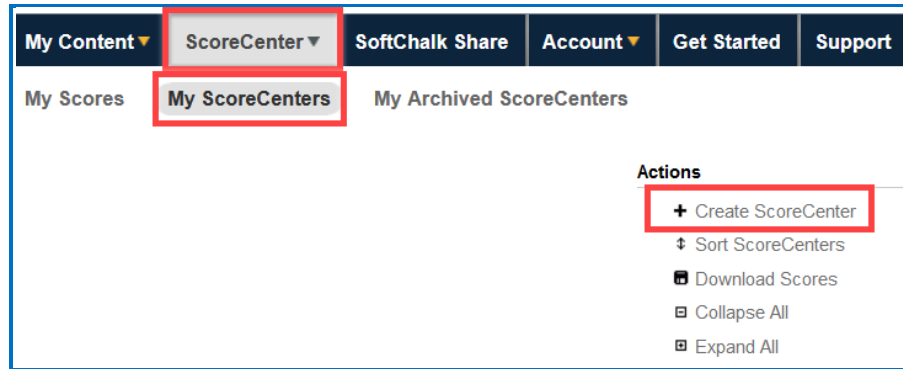 My Content ScoreCenter SoftChalk Share Account Get Started Support
My Scores My ScoreCenters My Archived ScoreCenters
Actions
Create ScoreCenter
Sort ScoreCenters
Download Scores
Collapse All
Expand All